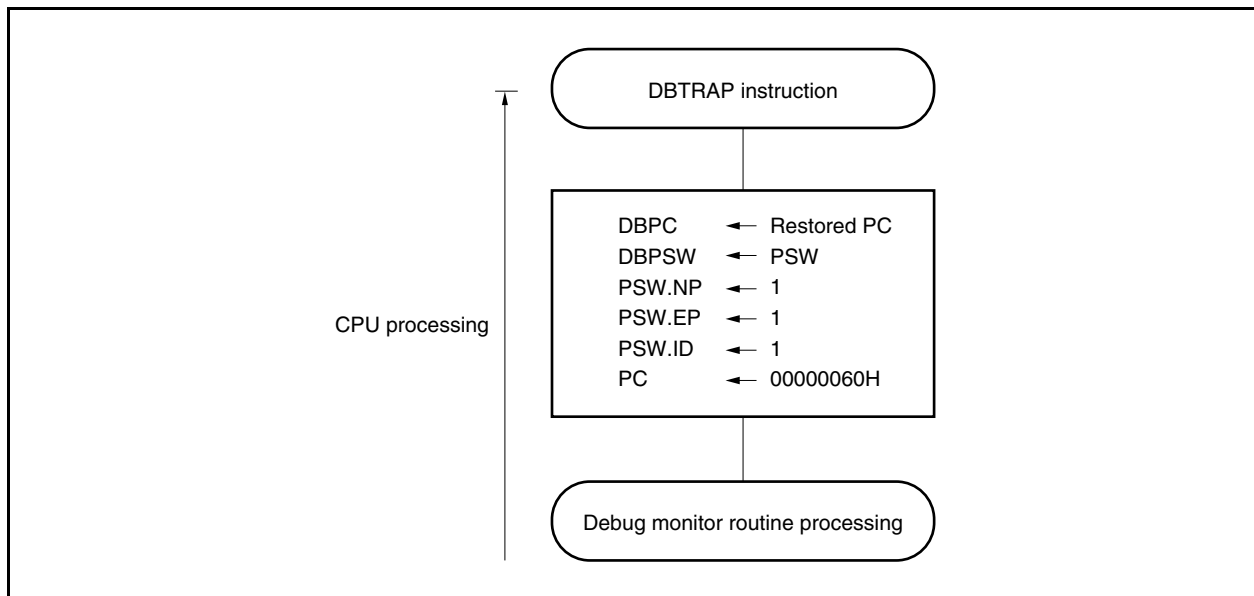 DBTRAP instruction
CPU processing
DBPC ← Restored PC
DBPSW ← PSW
PSW.NP ← 1
PSW.EP ← 1
PSW.ID ← 1
PC ← 00000060H
Debug monitor routine processing